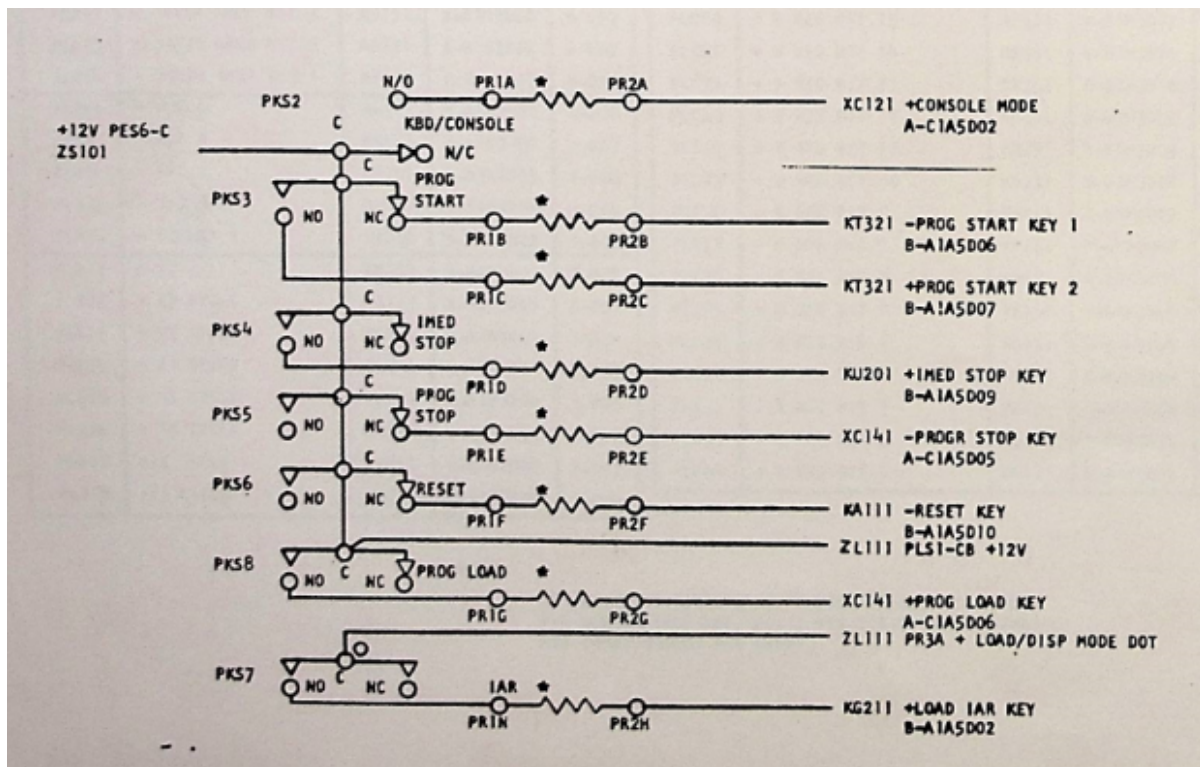 N/O PR1A * PR2A
PKS2
XC121 +CONSOLE MODE
A-C1A5D02
+12V PES6-C
ZS101
C
KBD/CONSOLE
N/C
C
PKS3
PROG
START
NO
NC
*
PR1B
PR2B
KT321 -PROG START KEY 1
B-A1A5D06
*
PR1C
PR2C
KT321 +PROG START KEY 2
B-A1A5D07
C
PKS4
IMED
STOP
NO
NC
*
PR1D
PR2D
KU201 +IMED STOP KEY
B-A1A5D09
C
PKS5
PROG
STOP
NO
NC
*
PR1E
PR2E
XC141 -PROGR STOP KEY
A-C1A5D05
C
PKS6
RESET
NO
NC
*
PR1F
PR2F
KA111 -RESET KEY
B-A1A5D10
ZL111 PLS1-CB +12V
PKS8
C
NO
NC
PROG LOAD
*
PR1G
PR2G
XC141 +PROG LOAD KEY
A-C1A5D06
ZL111 PR3A + LOAD/DISP MODE DOT
PKS7
C
NO
NC
IAR
*
PR1H
PR2H
KG211 +LOAD IAR KEY
B-A1A5D02